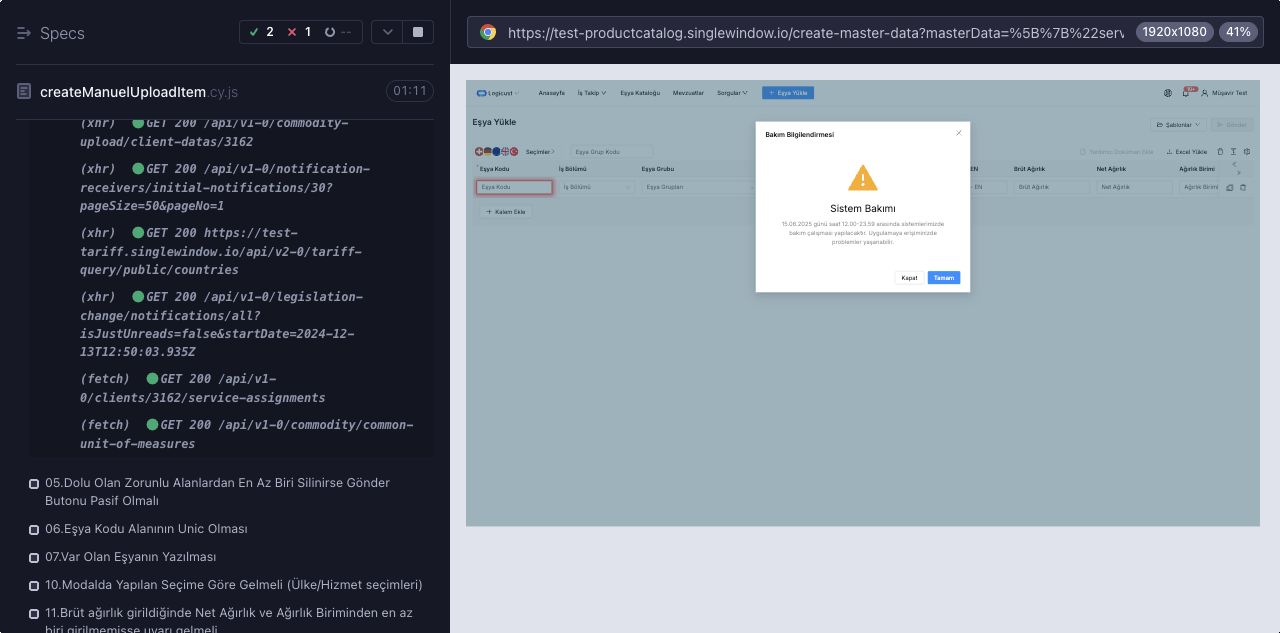 Specs
2
1
--
createManuelUploadItem.cy.js
01:11
(xhr) GET 200 /api/v1-0/commodity-
upload/client-datas/3162
(xhr) GET 200 /api/v1-0/notification-
receivers/initial-notifications/30?
pageSize=50&pageNo=1
(xhr) GET 200 https://test-
tariff.singlewindow.io/api/v2-0/tariff-
query/public/countries
(xhr) GET 200 /api/v1-0/legislation-
change/notifications/all?
isJustUnreads=false&startDate=2024-12-
13T12:50:03.935Z
(fetch) GET 200 /api/v1-
0/clients/3162/service-assignments
(fetch) GET 200 /api/v1-0/commodity/common-
unit-of-measures
05.Dolu Olan Zorunlu Alanlardan En Az Biri Silinirse Gönder
Butonu Pasif Olmalı
06.Eşya Kodu Alanının Unic Olması
07.Var Olan Eşyanın Yazılması
10.Modalda Yapılan Seçime Göre Gelmeli (Ülke/Hizmet seçimleri)
11.Brüt ağırlık girildiğinde Net Ağırlık ve Ağırlık Biriminden en az
biri girilmemişse uyarı gelmeli
https://test-productcatalog.singlewindow.io/create-master-data?masterData=%5B%7B%22serv
1920x1080
41%
Logicust
Anasayfa
İş Takip
Eşya Kataloğu
Mevzuatlar
Sorgular
+ Eşya Yükle
Müşavir Test
Eşya Yükle
Şablonlar
Gönder
Seçimler
Eşya Grup Kodu
Excel Yükle
Eşya Kodu
İş Bölümü
Eşya Grubu
EN
Brüt Ağırlık
Net Ağırlık
Ağırlık Birimi
Eşya Kodu
İş Bölümü
Eşya Grupları
- EN
Brüt Ağırlık
Net Ağırlık
Ağırlık Birimi
+ Kalem Ekle
Bakım Bilgilendirmesi
Sistem Bakımı
15.06.2025 günü saat 12.00-23.59 arasında sistemlerimizde
bakım çalışması yapılacaktır. Uygulamaya erişiminizde
problemler yaşanabilir.
Kapat
Tamam